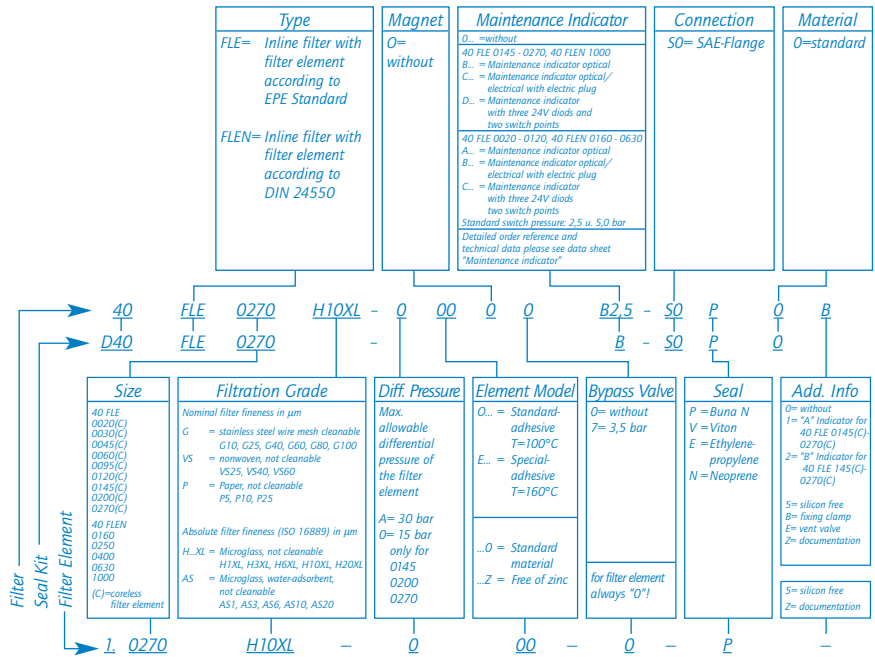 Type
FLE= Inline filter with
filter element
according to
EPE Standard
FLEN= Inline filter with
filter element
according to
DIN 24550
Magnet
0=
without
Maintenance Indicator
0... =without
40 FLE 0145 - 0270, 40 FLEN 1000
B... = Maintenance indicator optical
C... = Maintenance indicator optical/
electrical with electric plug
D... = Maintenance indicator
with three 24V diods and
two switch points
40 FLE 0020 - 0120, 40 FLEN 0160 - 0630
A... = Maintenance indicator optical
B... = Maintenance indicator optical/
electrical with electric plug
C... = Maintenance indicator
with three 24V diods
two switch points
Standard switch pressure: 2,5 u. 5,0 bar
Detailed order reference and
technical data please see data sheet
"Maintenance indicator"
Connection
S0= SAE-Flange
Material
0=standard
40 FLE 0270 H10XL – 0 00 0 0 B2,5 – S0 P 0 B
D40 FLE 0270 – B – S0 P 0
Size
40 FLE
0020(C)
0030(C)
0045(C)
0060(C)
0095(C)
0120(C)
0145(C)
0200(C)
0270(C)
40 FLEN
0160
0250
0400
0630
1000
(C)=coreless
filter element
Filtration Grade
Nominal filter fineness in µm
G = stainless steel wire mesh cleanable
G10, G25, G40, G60, G80, G100
VS = nonwoven, not cleanable
VS25, VS40, VS60
P = Paper, not cleanable
P5, P10, P25
Absolute filter fineness (ISO 16889) in µm
H...XL = Microglass, not cleanable
H1XL, H3XL, H6XL, H10XL, H20XL
AS = Microglass, water-adsorbent,
not cleanable
AS1, AS3, AS6, AS10, AS20
Diff. Pressure
Max.
allowable
differential
pressure of
the filter
element
A= 30 bar
0= 15 bar
only for
0145
0200
0270
Element Model
0... = Standard-
adhesive
T=100°C
E... = Special-
adhesive
T=160°C
...0 = Standard
material
...Z = Free of zinc
Bypass Valve
0= without
7= 3,5 bar
for filter element
always "0"!
Seal
P =Buna N
V =Viton
E =Ethylene-
propylene
N =Neoprene
Add. Info
0= without
1= "A" Indicator for
40 FLE 0145(C)-
0270(C)
2= "B" Indicator for
40 FLE 145(C)-
0270(C)
5= silicon free
B= fixing clamp
E= vent valve
Z= documentation
5= silicon free
Z= documentation
Filter
Seal Kit
Filter Element
1. 0270 H10XL – 0 00 – 0 – P –